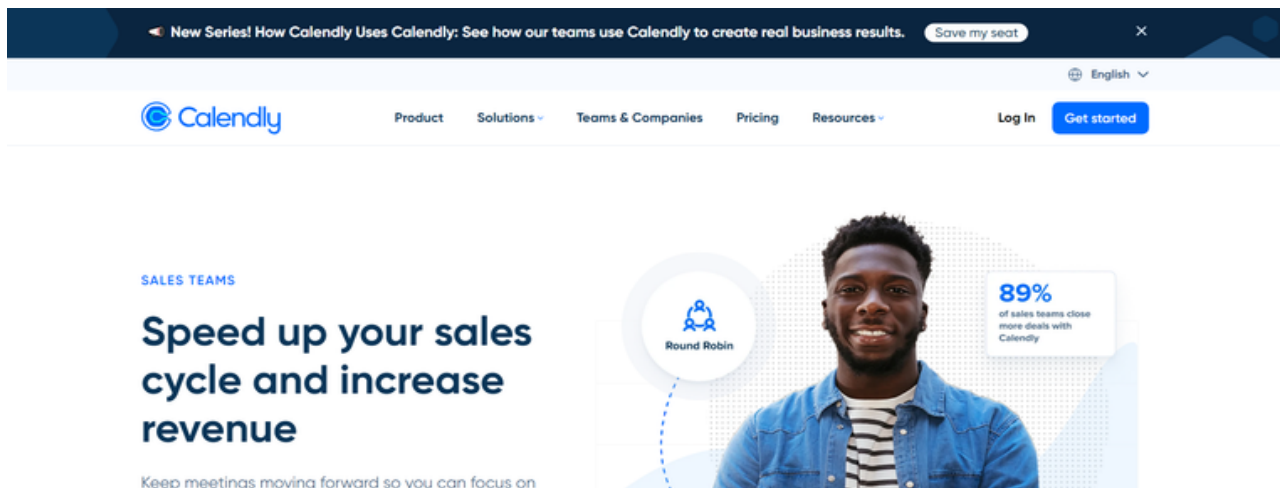 New Series! How Calendly Uses Calendly: See how our teams use Calendly to create real business results.
Save my seat
English
Calendly
Product
Solutions
Teams & Companies
Pricing
Resources
Log In
Get started
SALES TEAMS
Speed up your sales
cycle and increase
revenue
Keep meetings moving forward so you can focus on
Round Robin
89%
of sales teams close
more deals with
Calendly